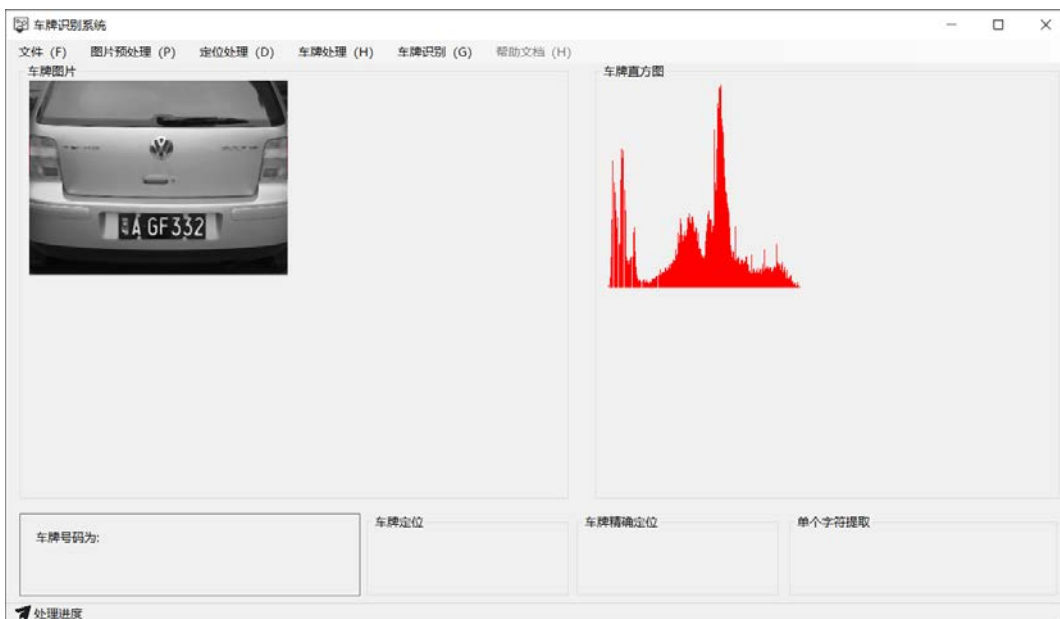 车牌识别系统
文件 (F) 图片预处理 (P) 定位处理 (D) 车牌处理 (H) 车牌识别 (G) 帮助文档 (H)
车牌图片 车牌直方图
A GF332
车牌号码为: 车牌定位 车牌精确定位 单个字符提取
处理进度